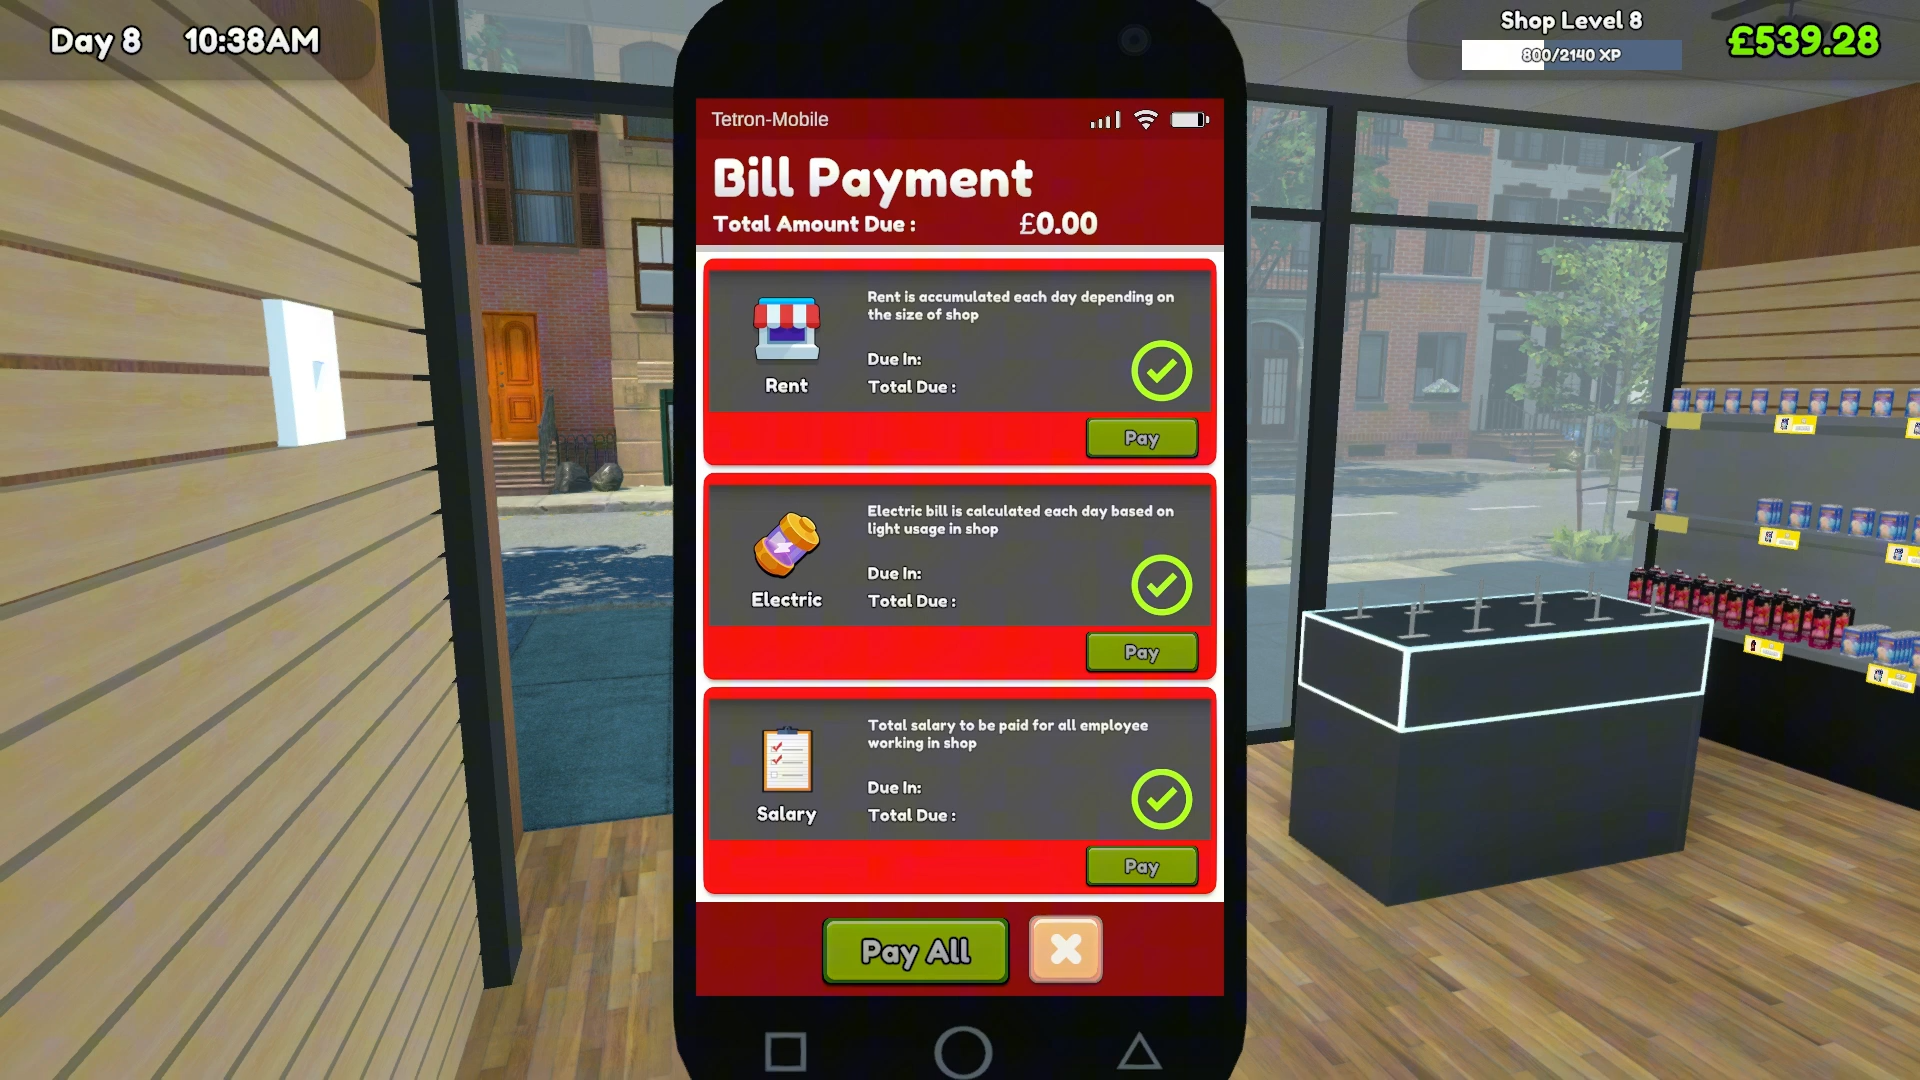 Day 8
10:38AM
Shop Level 8
800/2140 XP
£539.28
Tetron-Mobile
Bill Payment
Total Amount Due : £0.00
Rent is accumulated each day depending on
the size of shop
Rent
Due In:
Total Due :
Pay
Electric bill is calculated each day based on
light usage in shop
Electric
Due In:
Total Due :
Pay
Total salary to be paid for all employee
working in shop
Salary
Due In:
Total Due :
Pay
Pay All